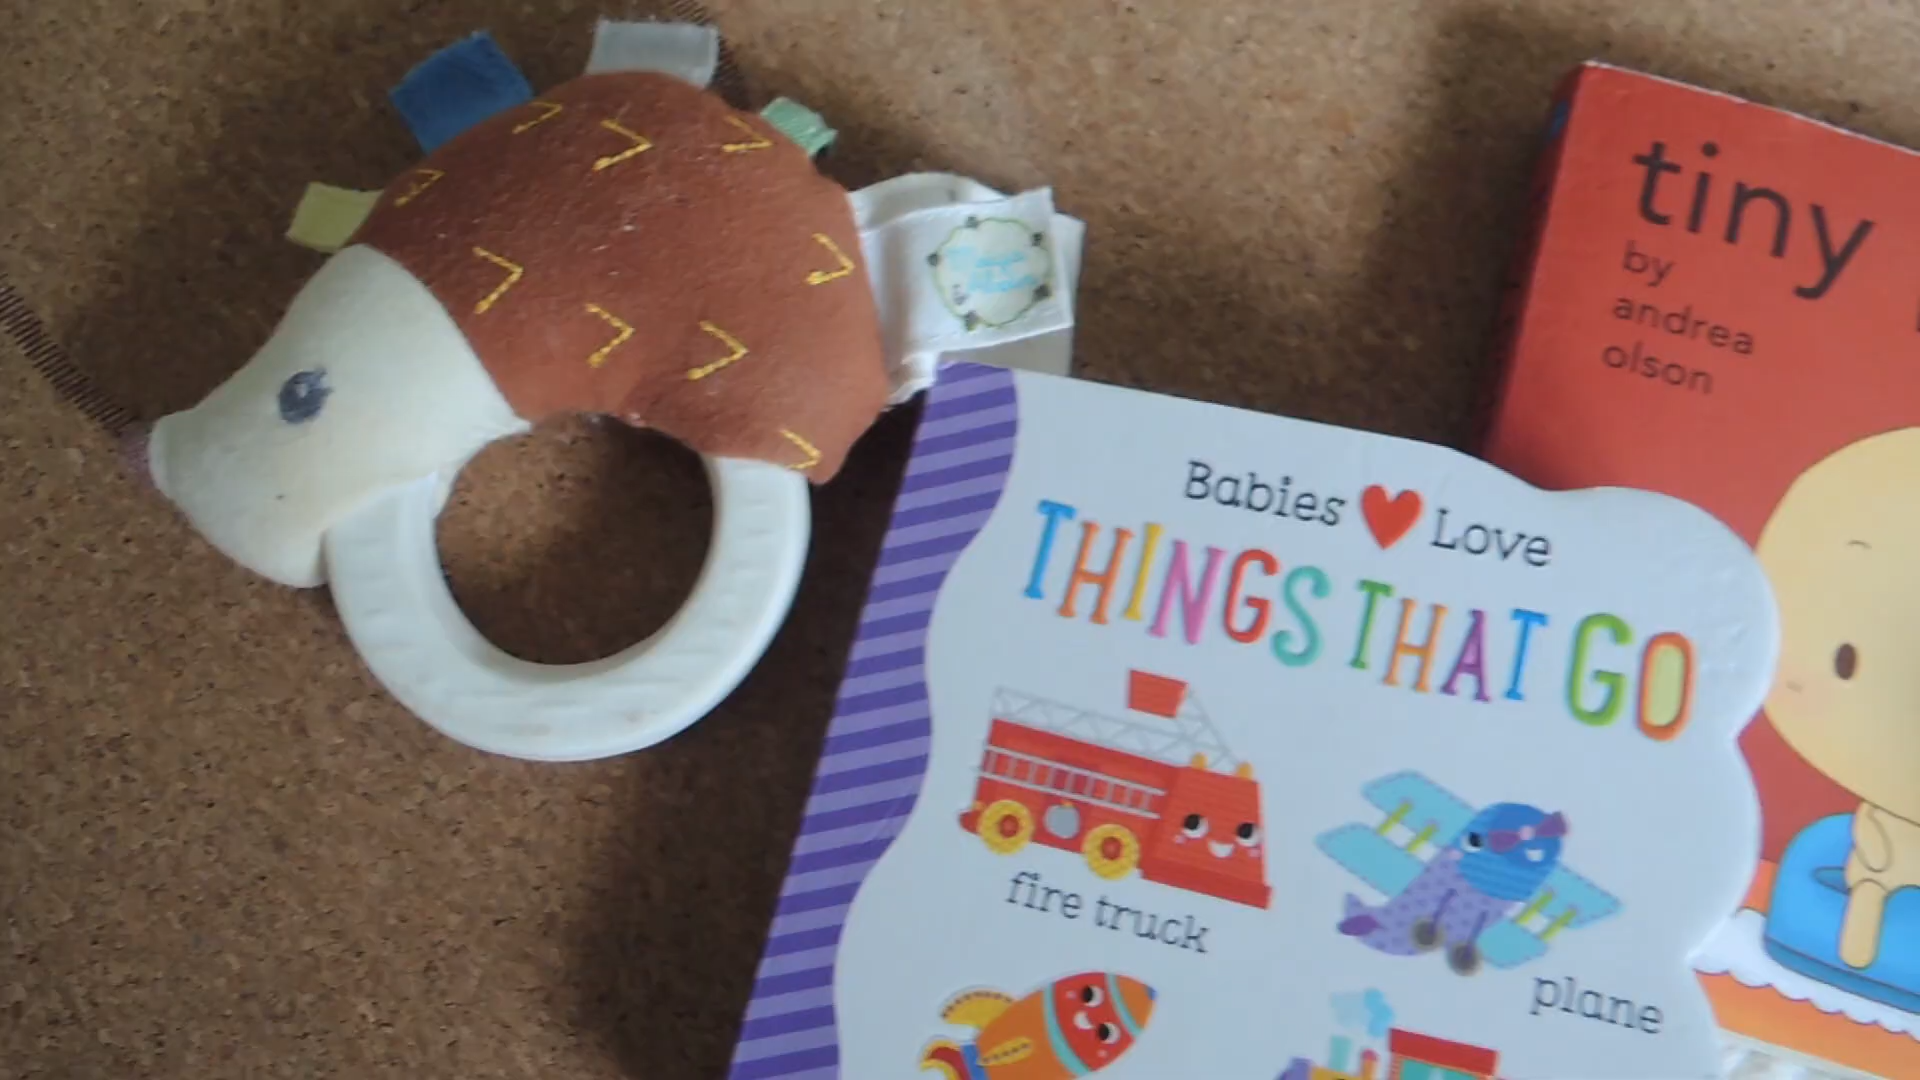 tiny
by
andrea
olson
Babies Love
THINGS THAT GO
fire truck
plane